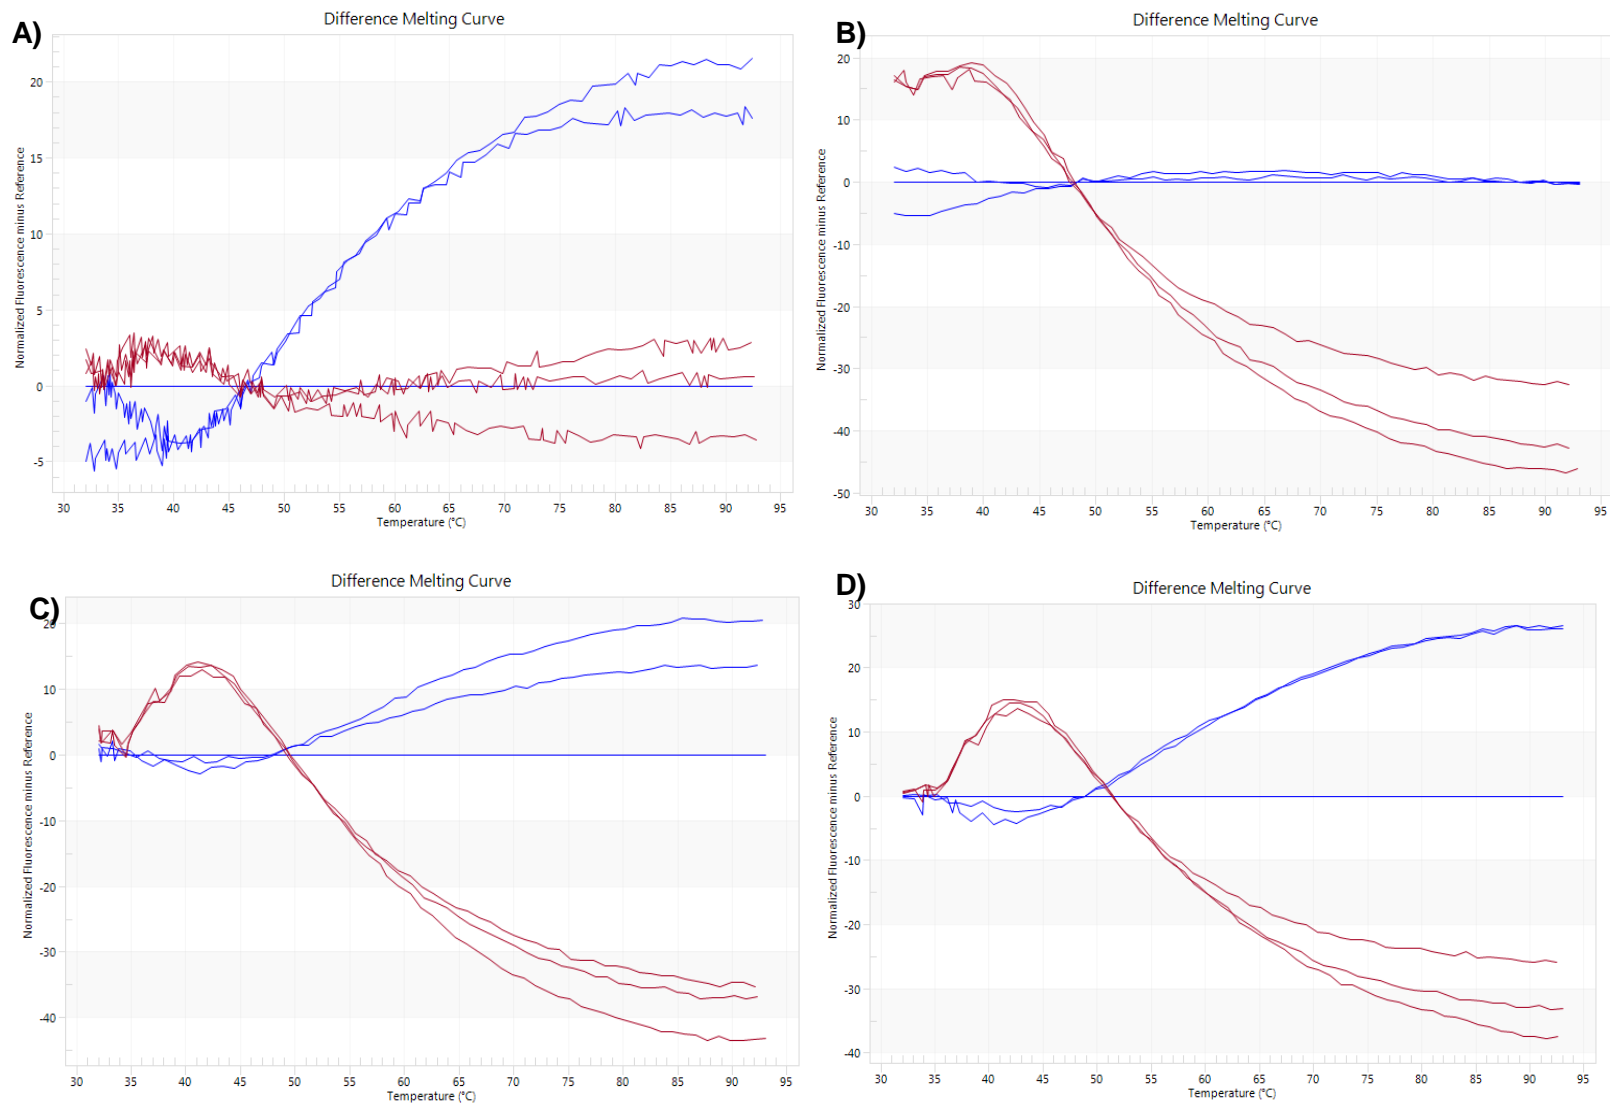 A)
Difference Melting Curve
Normalized Fluorescence minus Reference
20
15
10
5
0
-5
30 35 40 45 50 55 60 65 70 75 80 85 90 95
Temperature (°C)
B)
Difference Melting Curve
Normalized Fluorescence minus Reference
20
10
0
-10
-20
-30
-40
-50
30 35 40 45 50 55 60 65 70 75 80 85 90 95
Temperature (°C)
C)
Difference Melting Curve
Normalized Fluorescence minus Reference
20
10
0
-10
-20
-30
-40
30 35 40 45 50 55 60 65 70 75 80 85 90 95
Temperature (°C)
D)
Difference Melting Curve
Normalized Fluorescence minus Reference
30
20
10
0
-10
-20
-30
-40
30 35 40 45 50 55 60 65 70 75 80 85 90 95
Temperature (°C)